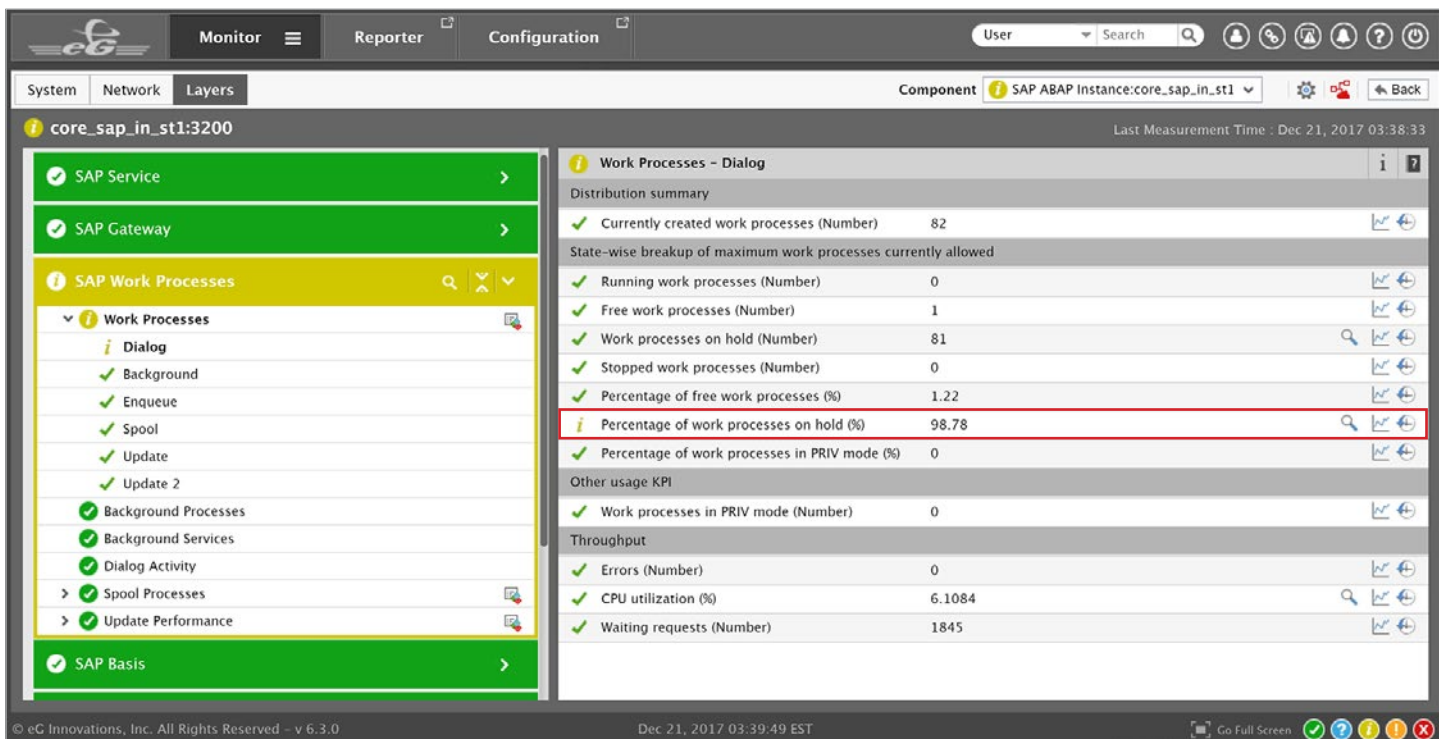 eG
Monitor
Reporter
Configuration
User
Search
System
Network
Layers
Component
SAP ABAP Instance:core_sap_in_st1
Back
core_sap_in_st1:3200
Last Measurement Time : Dec 21, 2017 03:38:33
SAP Service
SAP Gateway
SAP Work Processes
Work Processes
Dialog
Background
Enqueue
Spool
Update
Update 2
Background Processes
Background Services
Dialog Activity
Spool Processes
Update Performance
SAP Basis
Work Processes - Dialog
Distribution summary
Currently created work processes (Number) 82
State-wise breakup of maximum work processes currently allowed
Running work processes (Number) 0
Free work processes (Number) 1
Work processes on hold (Number) 81
Stopped work processes (Number) 0
Percentage of free work processes (%) 1.22
Percentage of work processes on hold (%) 98.78
Percentage of work processes in PRIV mode (%) 0
Other usage KPI
Work processes in PRIV mode (Number) 0
Throughput
Errors (Number) 0
CPU utilization (%) 6.1084
Waiting requests (Number) 1845
© eG Innovations, Inc. All Rights Reserved - v 6.3.0
Dec 21, 2017 03:39:49 EST
Go Full Screen